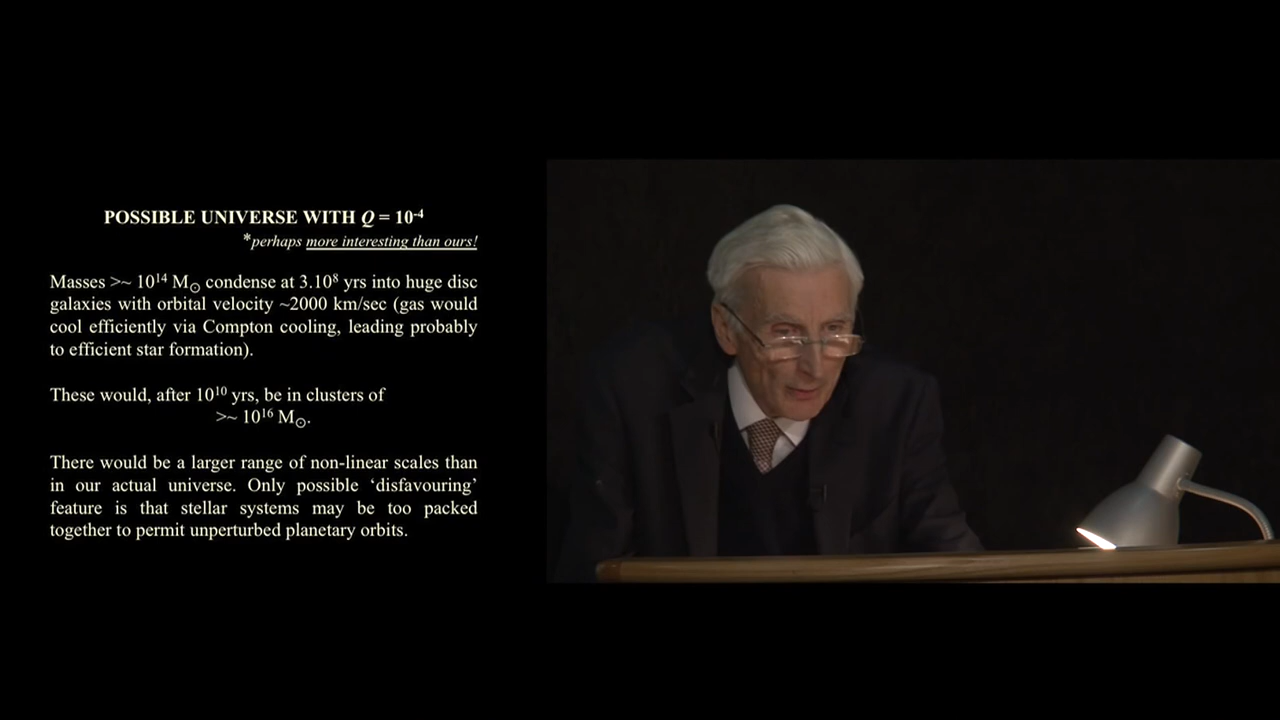 POSSIBLE UNIVERSE WITH Q = 10⁻⁴
*perhaps more interesting than ours!
Masses >~ 10¹⁴ M☉ condense at 3.10⁸ yrs into huge disc
galaxies with orbital velocity ~2000 km/sec (gas would
cool efficiently via Compton cooling, leading probably
to efficient star formation).
These would, after 10¹⁰ yrs, be in clusters of
>~ 10¹⁶ M☉.
There would be a larger range of non-linear scales than
in our actual universe. Only possible ‘disfavouring’
feature is that stellar systems may be too packed
together to permit unperturbed planetary orbits.